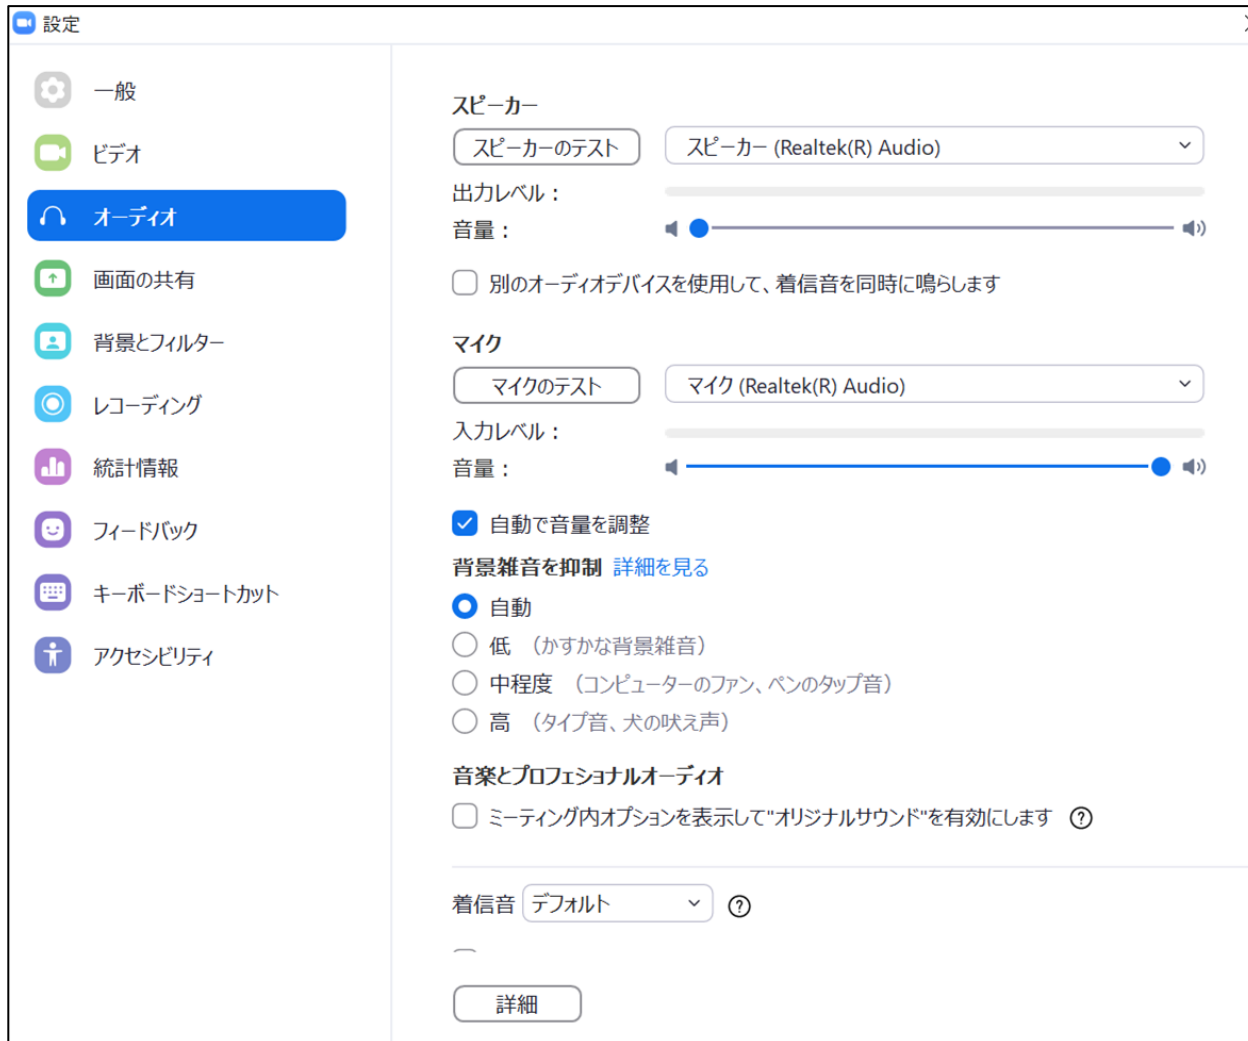 設定
一般
ビデオ
オーディオ
画面の共有
背景とフィルター
レコーディング
統計情報
フィードバック
キーボードショートカット
アクセシビリティ
スピーカー
スピーカーのテスト スピーカー (Realtek(R) Audio)
出力レベル：
音量：
別のオーディオデバイスを使用して、着信音を同時に鳴らします
マイク
マイクのテスト マイク (Realtek(R) Audio)
入力レベル：
音量：
自動で音量を調整
背景雑音を抑制 詳細を見る
自動
低 （かすかな背景雑音）
中程度 （コンピューターのファン、ペンのタップ音）
高 （タイプ音、犬の吠え声）
音楽とプロフェショナルオーディオ
ミーティング内オプションを表示して"オリジナルサウンド"を有効にします ?
着信音 デフォルト ?
詳細